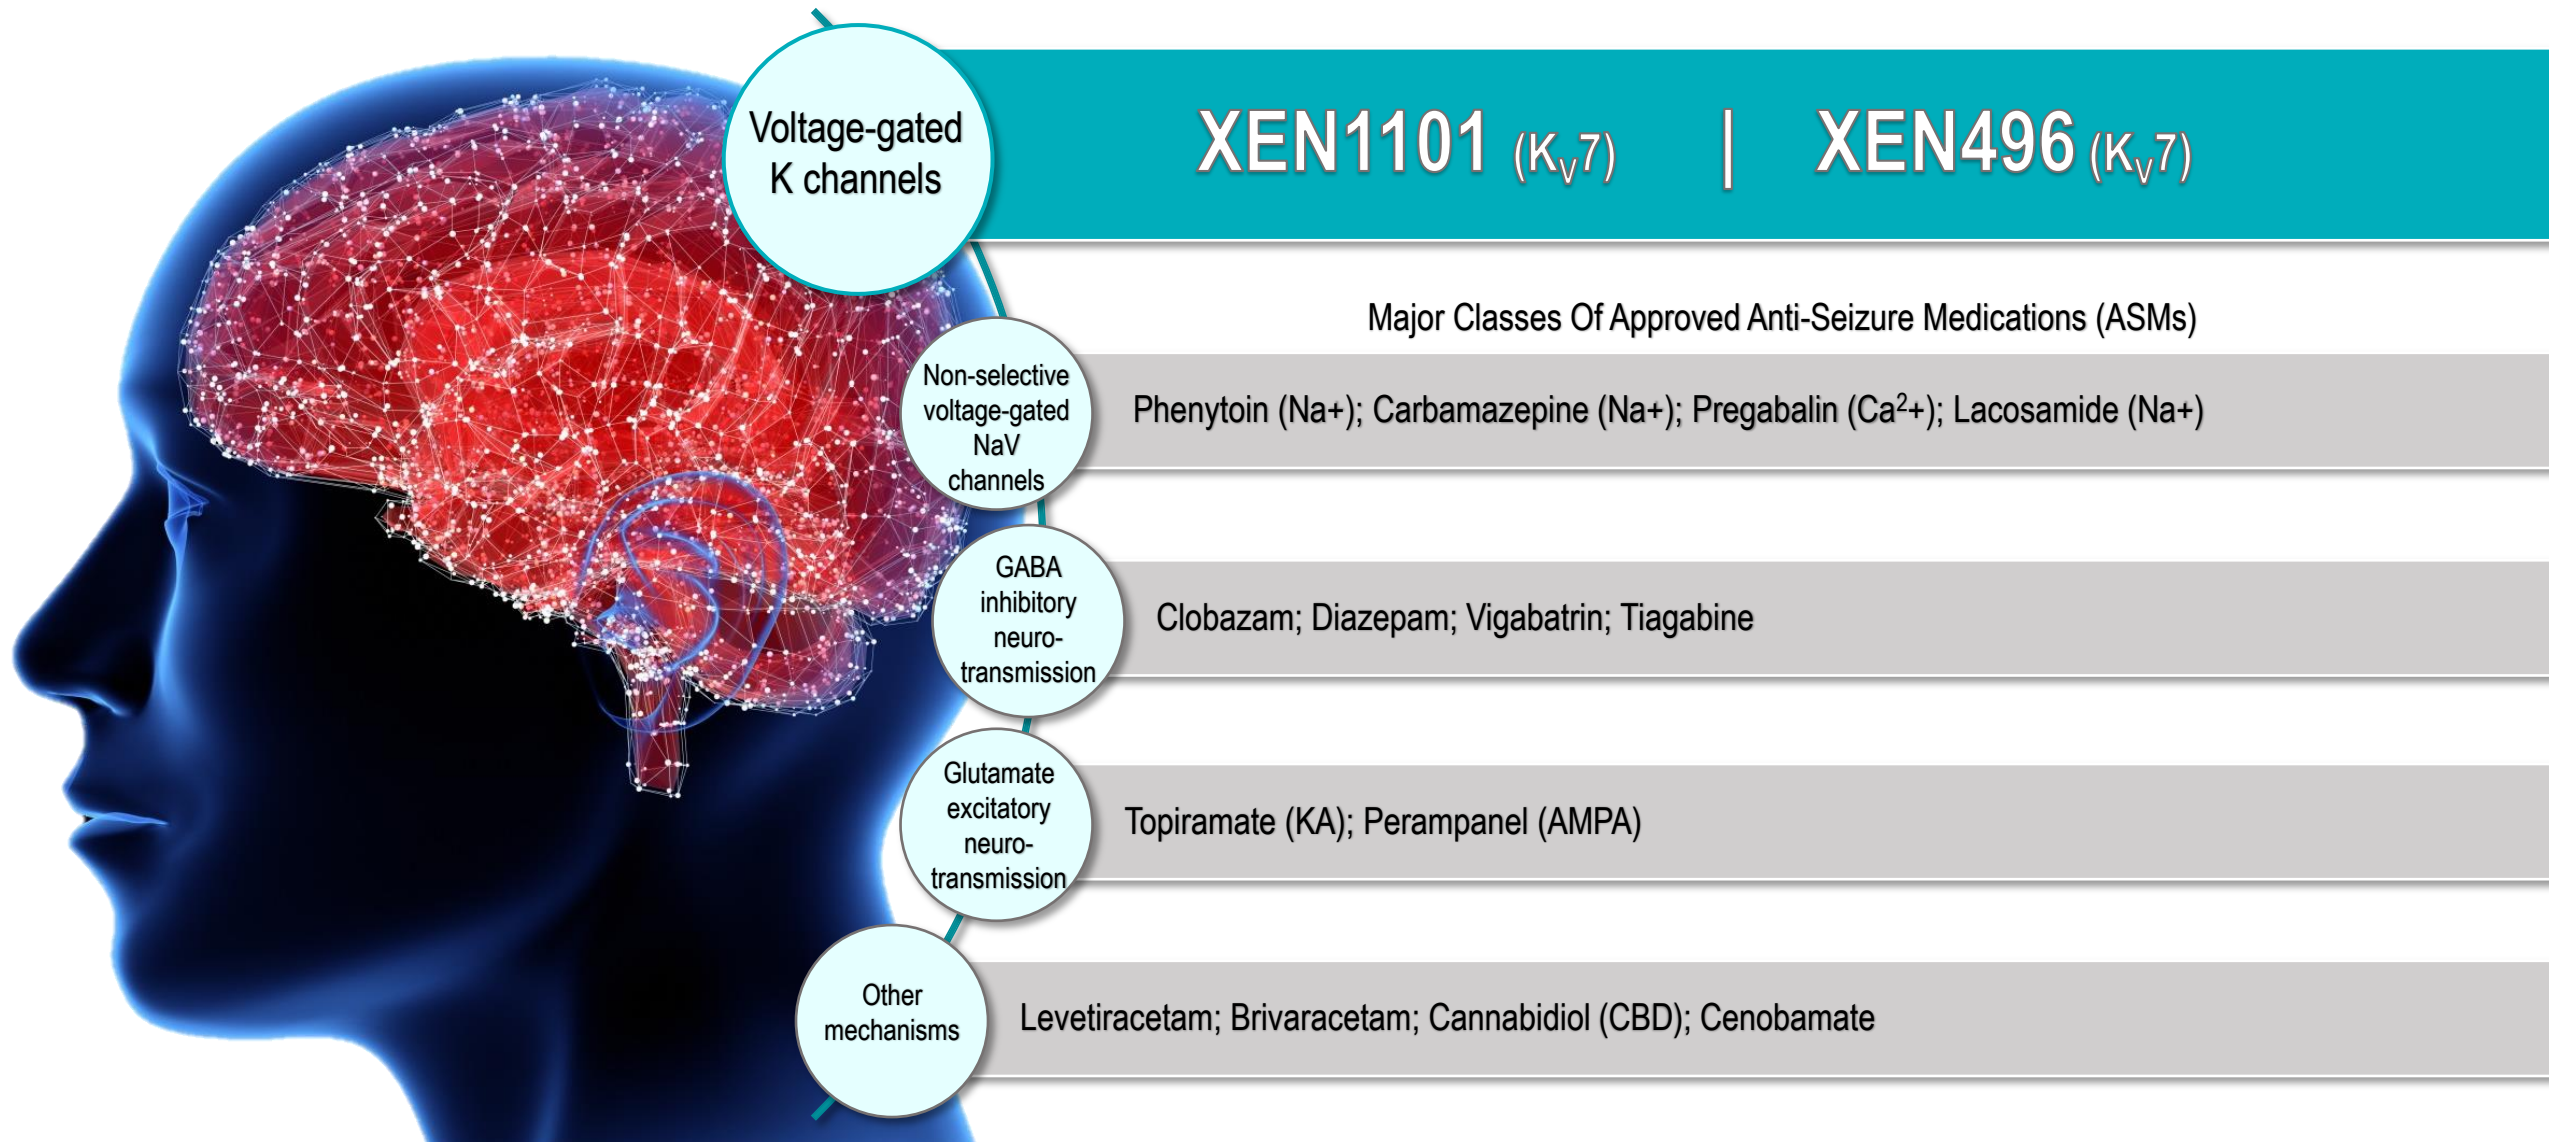 Voltage-gated
K channels
XEN1101 (Kᵥ7) | XEN496 (Kᵥ7)
Major Classes Of Approved Anti-Seizure Medications (ASMs)
Non-selective
voltage-gated
NaV
channels
Phenytoin (Na+); Carbamazepine (Na+); Pregabalin (Ca²+); Lacosamide (Na+)
GABA
inhibitory
neuro-
transmission
Clobazam; Diazepam; Vigabatrin; Tiagabine
Glutamate
excitatory
neuro-
transmission
Topiramate (KA); Perampanel (AMPA)
Other
mechanisms
Levetiracetam; Brivaracetam; Cannabidiol (CBD); Cenobamate